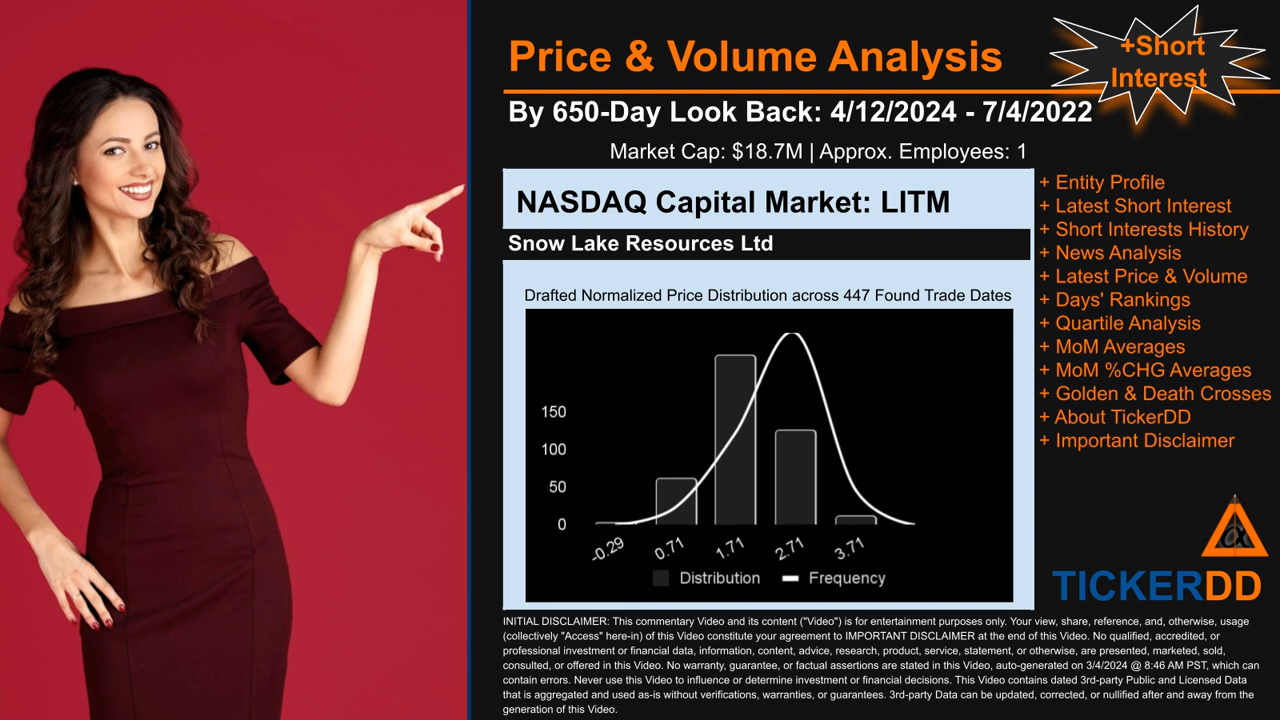 Price & Volume Analysis
+Short
Interest
By 650-Day Look Back: 4/12/2024 - 7/4/2022
Market Cap: $18.7M | Approx. Employees: 1
NASDAQ Capital Market: LITM
Snow Lake Resources Ltd
Drafted Normalized Price Distribution across 447 Found Trade Dates
150
100
50
0
-0.29
0.71
1.71
2.71
3.71
Distribution
Frequency
+ Entity Profile
+ Latest Short Interest
+ Short Interests History
+ News Analysis
+ Latest Price & Volume
+ Days' Rankings
+ Quartile Analysis
+ MoM Averages
+ MoM %CHG Averages
+ Golden & Death Crosses
+ About TickerDD
+ Important Disclaimer
TICKERDD
INITIAL DISCLAIMER: This commentary Video and its content ("Video") is for entertainment purposes only. Your view, share, reference, and, otherwise, usage
(collectively "Access" here-in) of this Video constitute your agreement to IMPORTANT DISCLAIMER at the end of this Video. No qualified, accredited, or
professional investment or financial data, information, content, advice, research, product, service, statement, or otherwise, are presented, marketed, sold,
consulted, or offered in this Video. No warranty, guarantee, or factual assertions are stated in this Video, auto-generated on 3/4/2024 @ 8:46 AM PST, which can
contain errors. Never use this Video to influence or determine investment or financial decisions. This Video contains dated 3rd-party Public and Licensed Data
that is aggregated and used as-is without verifications, warranties, or guarantees. 3rd-party Data can be updated, corrected, or nullified after and away from the
generation of this Video.